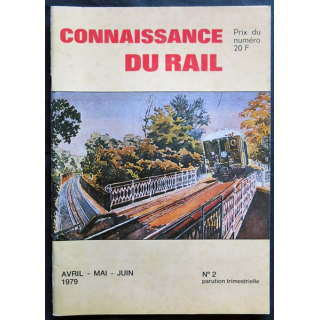 CONNAISSANCE
DU RAIL
Prix du
numéro
20 F
AVRIL - MAI - JUIN
1979
N° 2
parution trimestrielle